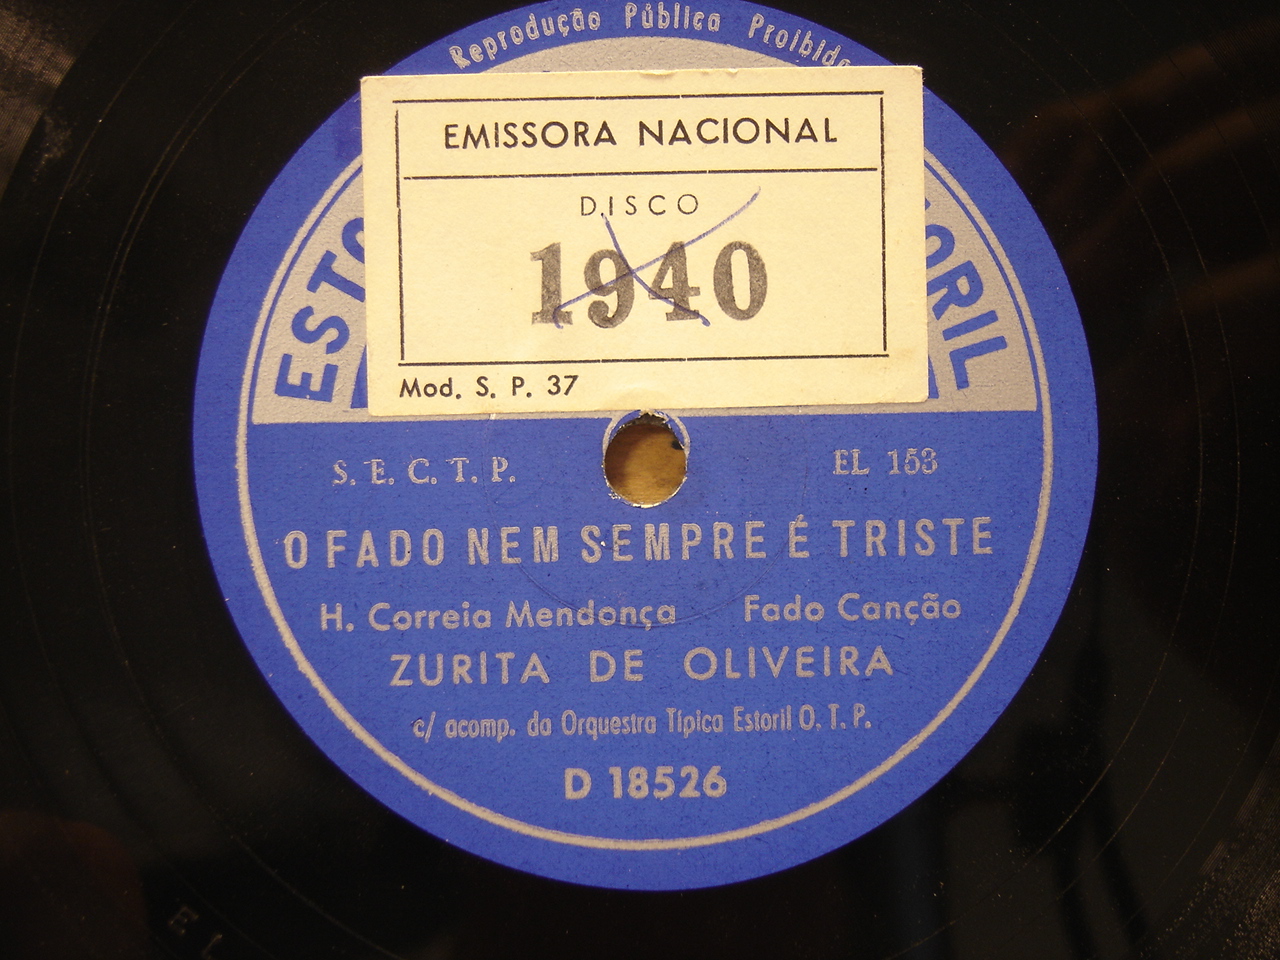 Reprodução Pública Proibida
EMISSORA NACIONAL
DISCO
1940
Mod. S. P. 37
S. E. C. T. P.
EL 153
O FADO NEM SEMPRE É TRISTE
H. Correia Mendonça Fado Canção
ZURITA DE OLIVEIRA
c/ acomp. da Orquestra Típica Estoril O. T. P.
D 18526